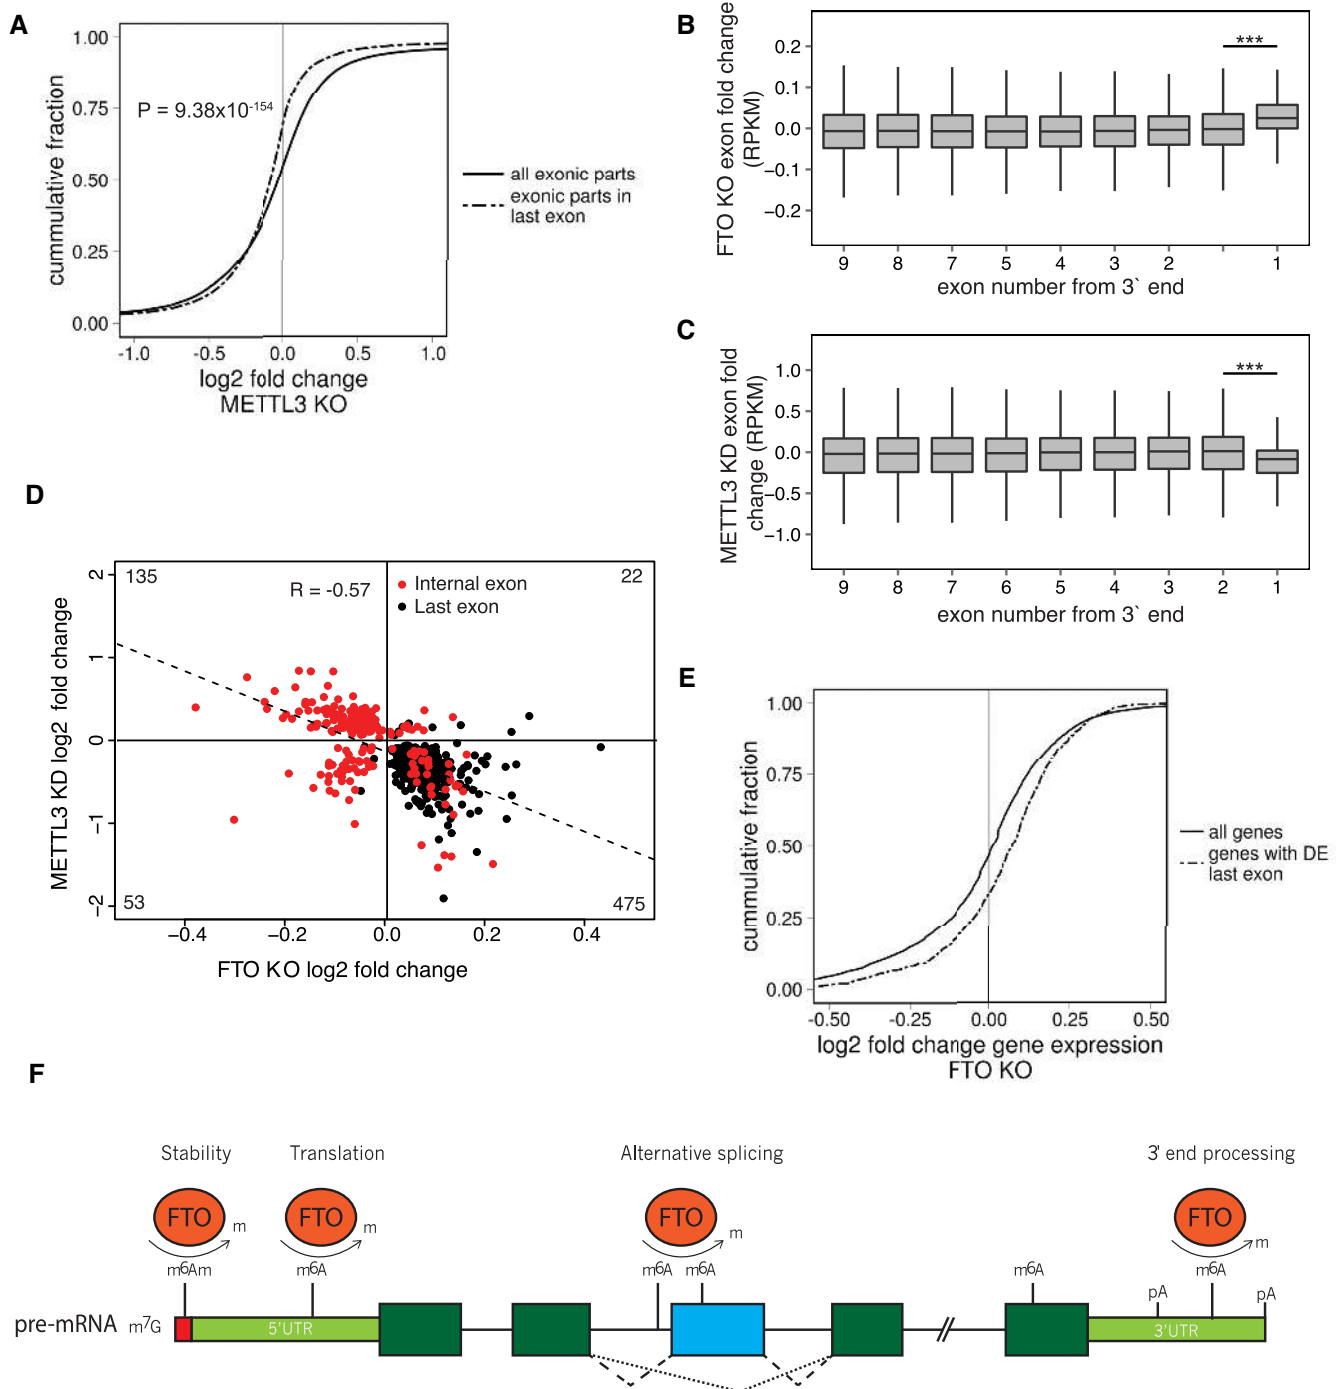 A
1.00
0.75
0.50
0.25
0.00
cummulative fraction
P = 9.38x10-154
-1.0 -0.5 0.0 0.5 1.0
log2 fold change
METTL3 KO
all exonic parts
exonic parts in
last exon
B
FTO KO exon fold change
(RPKM)
0.2
0.1
0.0
−0.1
−0.2
***
9 8 7 6 5 4 3 2 1
exon number from 3` end
C
METTL3 KD exon fold
change (RPKM)
1.0
0.5
0.0
−0.5
−1.0
***
9 8 7 6 5 4 3 2 1
exon number from 3` end
D
METTL3 KD log2 fold change
2
1
0
−1
−2
135
R = -0.57
Internal exon
Last exon
22
53
475
−0.4 −0.2 0.0 0.2 0.4
FTO KO log2 fold change
E
cummulative fraction
1.00
0.75
0.50
0.25
0.00
-0.50 -0.25 0.00 0.25 0.50
log2 fold change gene expression
FTO KO
all genes
genes with DE
last exon
F
Stability Translation Alternative splicing 3' end processing
FTO FTO FTO FTO
m m m m
m6Am m6A m6A m6A m6A m6A
pA pA
pre-mRNA m7G 5'UTR 3'UTR